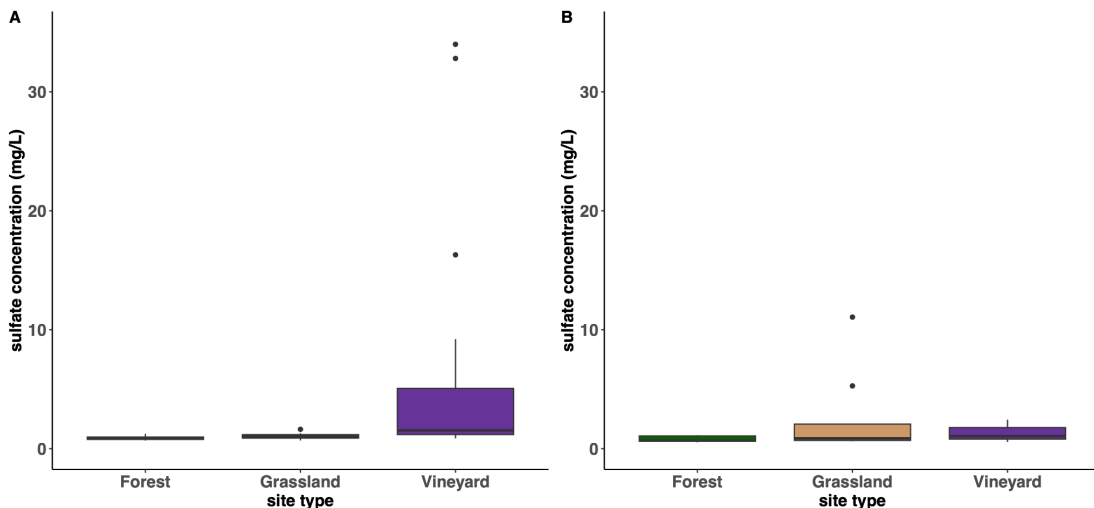 A
sulfate concentration (mg/L)
30
20
10
0
Forest Grassland Vineyard
site type
B
sulfate concentration (mg/L)
30
20
10
0
Forest Grassland Vineyard
site type